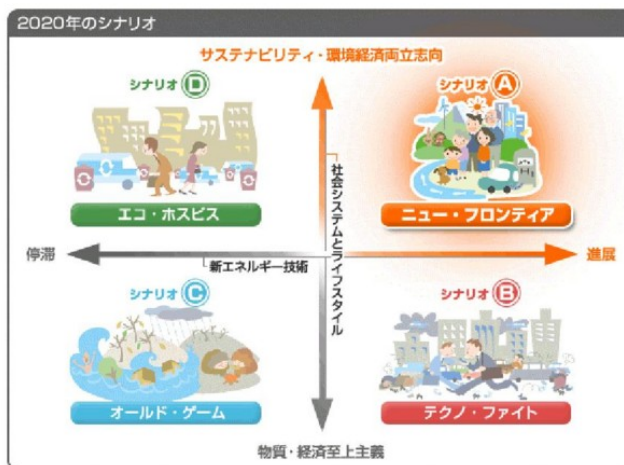 2020年のシナリオ
サステナビリティ・環境経済両立志向
シナリオ D
エコ・ホスピス
シナリオ A
H₂
ニュー・フロンティア
停滞
新エネルギー技術
社会システムとライフスタイル
進展
シナリオ C
オールド・ゲーム
シナリオ B
テクノ・ファイト
物質・経済至上主義